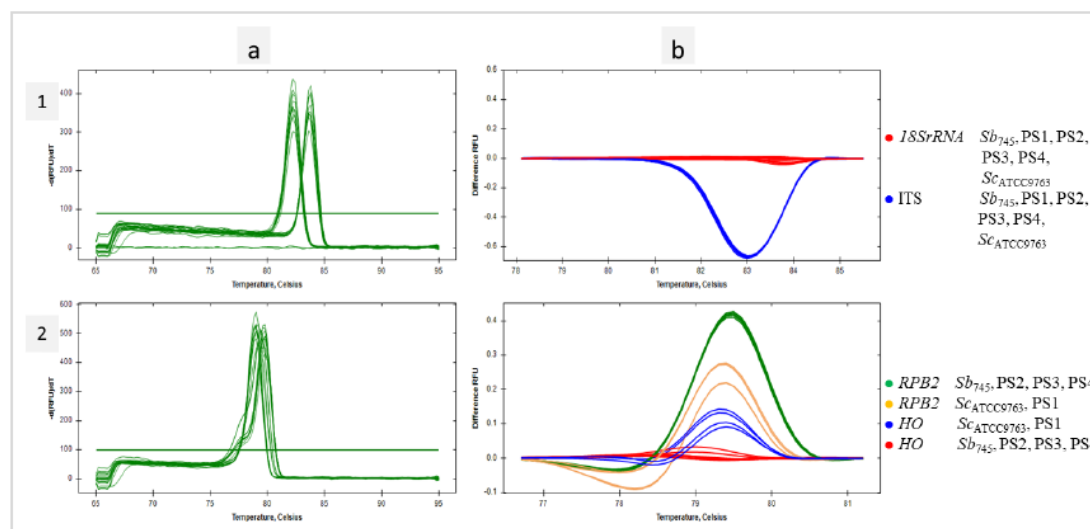 a
b
1
-d(RFU)/dT
400
300
200
100
0
65
70
75
80
85
90
95
Temperature, Celsius
Difference RFU
0.6
0.4
0.2
0.0
-0.2
-0.4
-0.6
78
79
80
81
82
83
84
85
Temperature, Celsius
18SrRNA Sb745, PS1, PS2,
PS3, PS4,
ScATCC9763
ITS Sb745, PS1, PS2,
PS3, PS4,
ScATCC9763
2
-d(RFU)/dT
600
500
400
300
200
100
0
65
70
75
80
85
90
95
Temperature, Celsius
Difference RFU
0.4
0.3
0.2
0.1
0.0
-0.1
77
78
79
80
81
Temperature, Celsius
RPB2 Sb745, PS2, PS3, PS4
RPB2 ScATCC9763, PS1
HO ScATCC9763, PS1
HO Sb745, PS2, PS3, PS